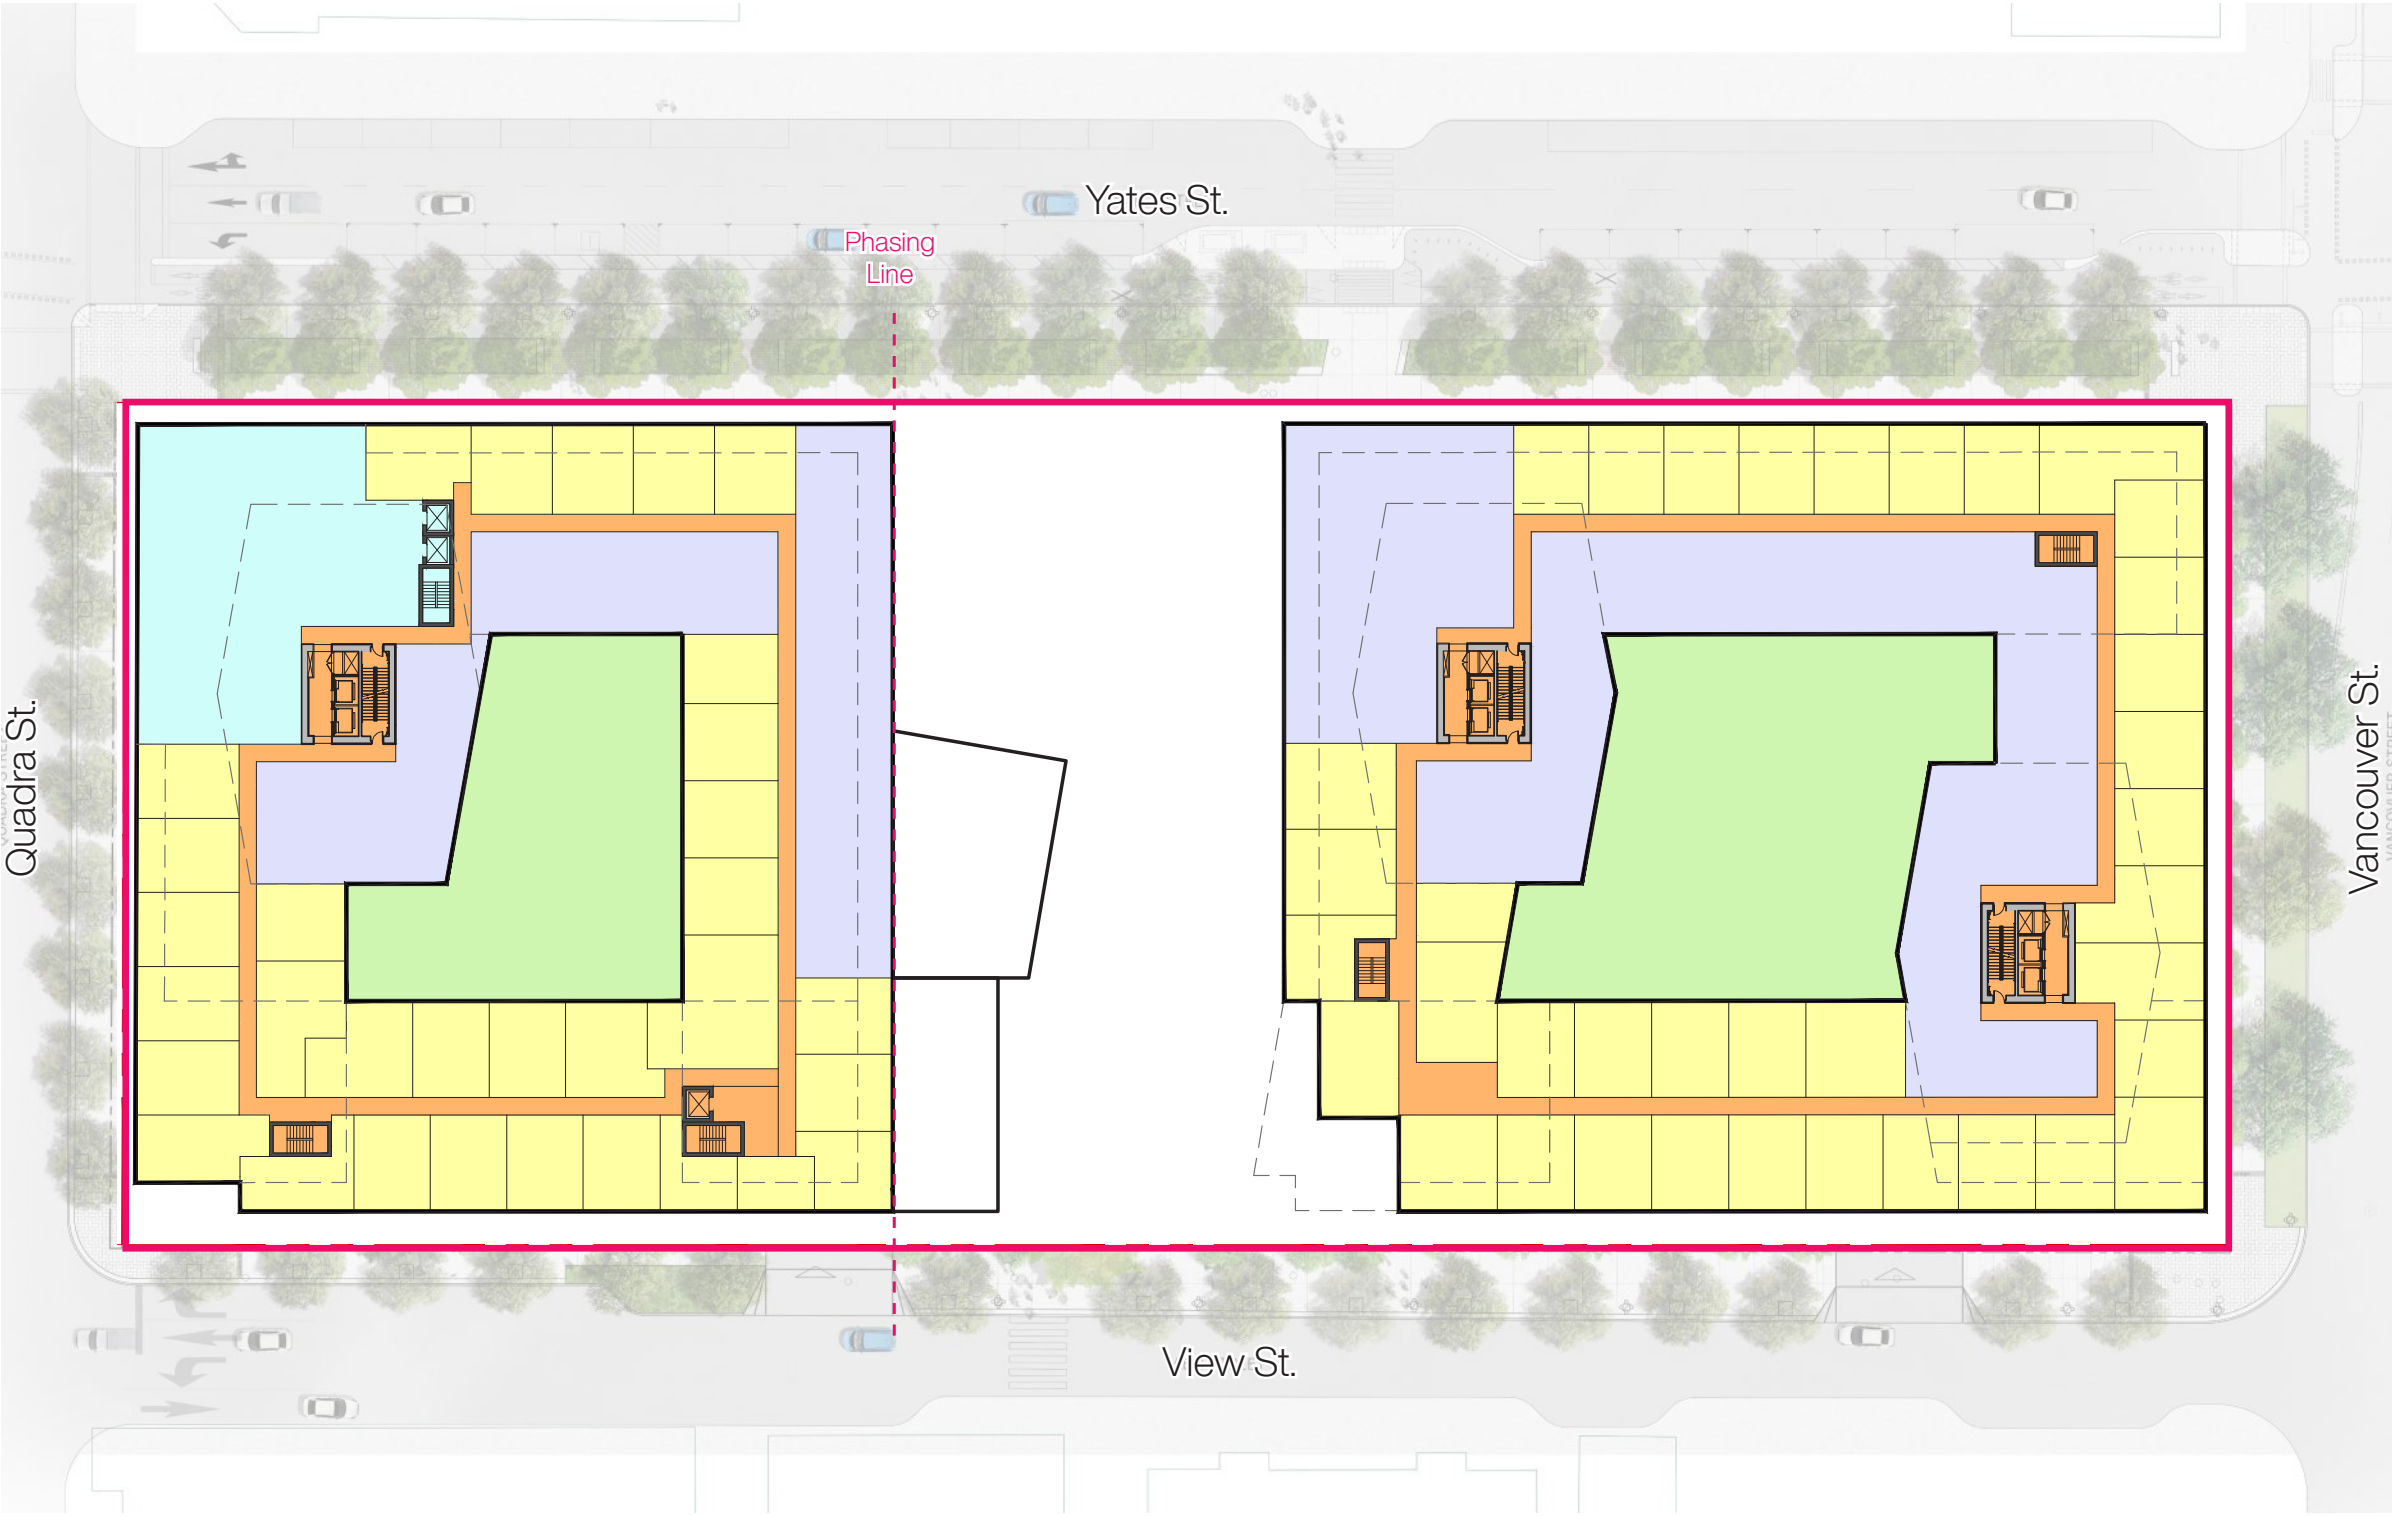 Yates St.
Phasing
Line
Quadra St.
Vancouver St.
View St.